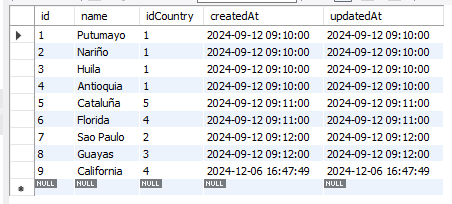 id name idCountry createdAt updatedAt
1 Putumayo 1 2024-09-12 09:10:00 2024-09-12 09:10:00
2 Nariño 1 2024-09-12 09:10:00 2024-09-12 09:10:00
3 Huila 1 2024-09-12 09:10:00 2024-09-12 09:10:00
4 Antioquia 1 2024-09-12 09:10:00 2024-09-12 09:10:00
5 Cataluña 5 2024-09-12 09:11:00 2024-09-12 09:11:00
6 Florida 4 2024-09-12 09:11:00 2024-09-12 09:11:00
7 Sao Paulo 2 2024-09-12 09:12:00 2024-09-12 09:12:00
8 Guayas 3 2024-09-12 09:12:00 2024-09-12 09:12:00
9 California 4 2024-12-06 16:47:49 2024-12-06 16:47:49
NULL NULL NULL NULL NULL